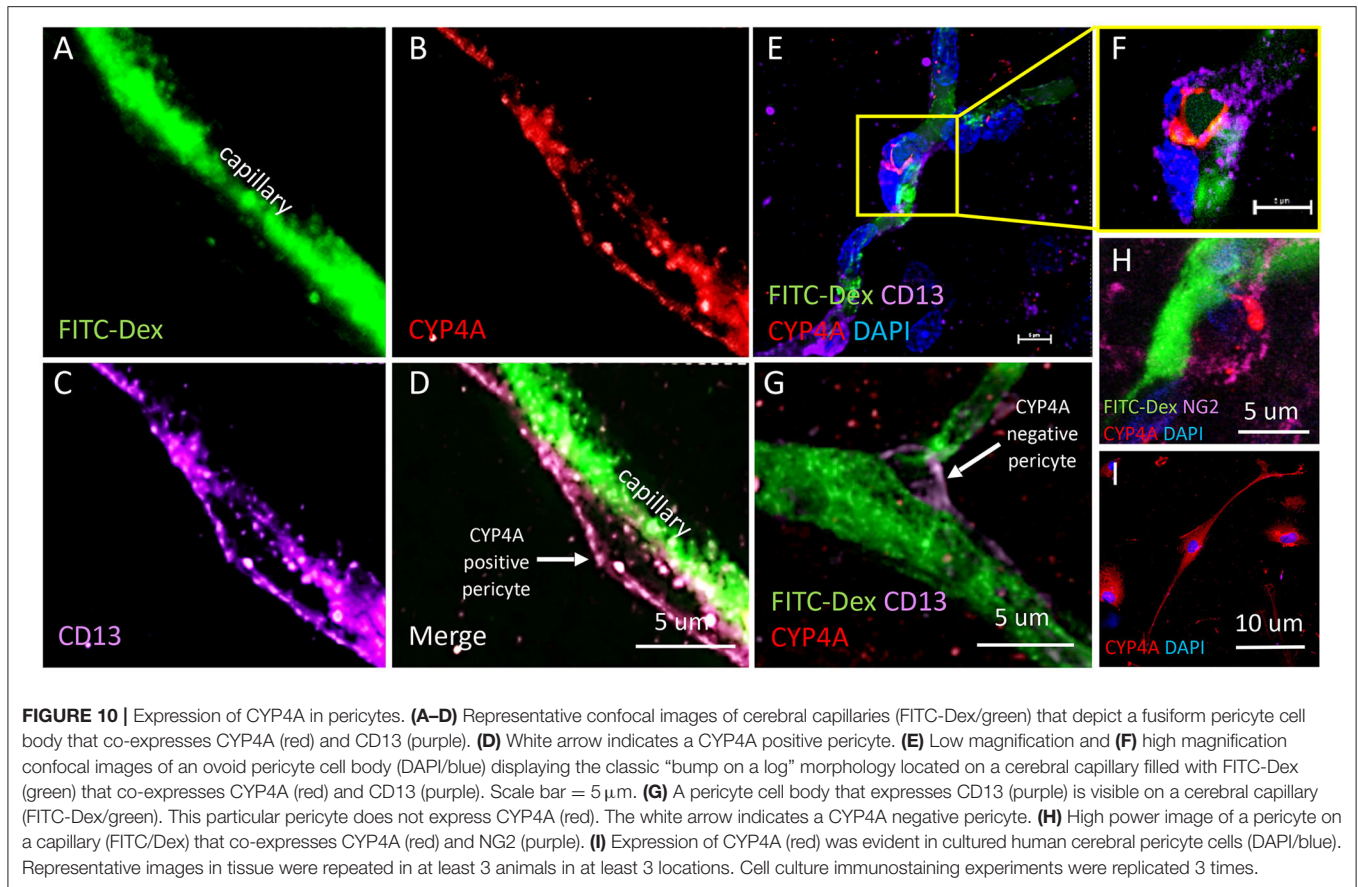 A
capillary
FITC-Dex
B
CYP4A
C
CD13
D
capillary
CYP4A
positive
pericyte
Merge
5 um
E
FITC-Dex CD13
CYP4A DAPI
5 µm
F
5 µm
G
CYP4A
negative
pericyte
FITC-Dex CD13
CYP4A
5 um
H
FITC-Dex NG2
CYP4A DAPI
5 um
I
CYP4A DAPI
10 um
FIGURE 10 | Expression of CYP4A in pericytes. (A–D) Representative confocal images of cerebral capillaries (FITC-Dex/green) that depict a fusiform pericyte cell
body that co-expresses CYP4A (red) and CD13 (purple). (D) White arrow indicates a CYP4A positive pericyte. (E) Low magnification and (F) high magnification
confocal images of an ovoid pericyte cell body (DAPI/blue) displaying the classic “bump on a log” morphology located on a cerebral capillary filled with FITC-Dex
(green) that co-expresses CYP4A (red) and CD13 (purple). Scale bar = 5 µm. (G) A pericyte cell body that expresses CD13 (purple) is visible on a cerebral capillary
(FITC-Dex/green). This particular pericyte does not express CYP4A (red). The white arrow indicates a CYP4A negative pericyte. (H) High power image of a pericyte on
a capillary (FITC/Dex) that co-expresses CYP4A (red) and NG2 (purple). (I) Expression of CYP4A (red) was evident in cultured human cerebral pericyte cells (DAPI/blue).
Representative images in tissue were repeated in at least 3 animals in at least 3 locations. Cell culture immunostaining experiments were replicated 3 times.